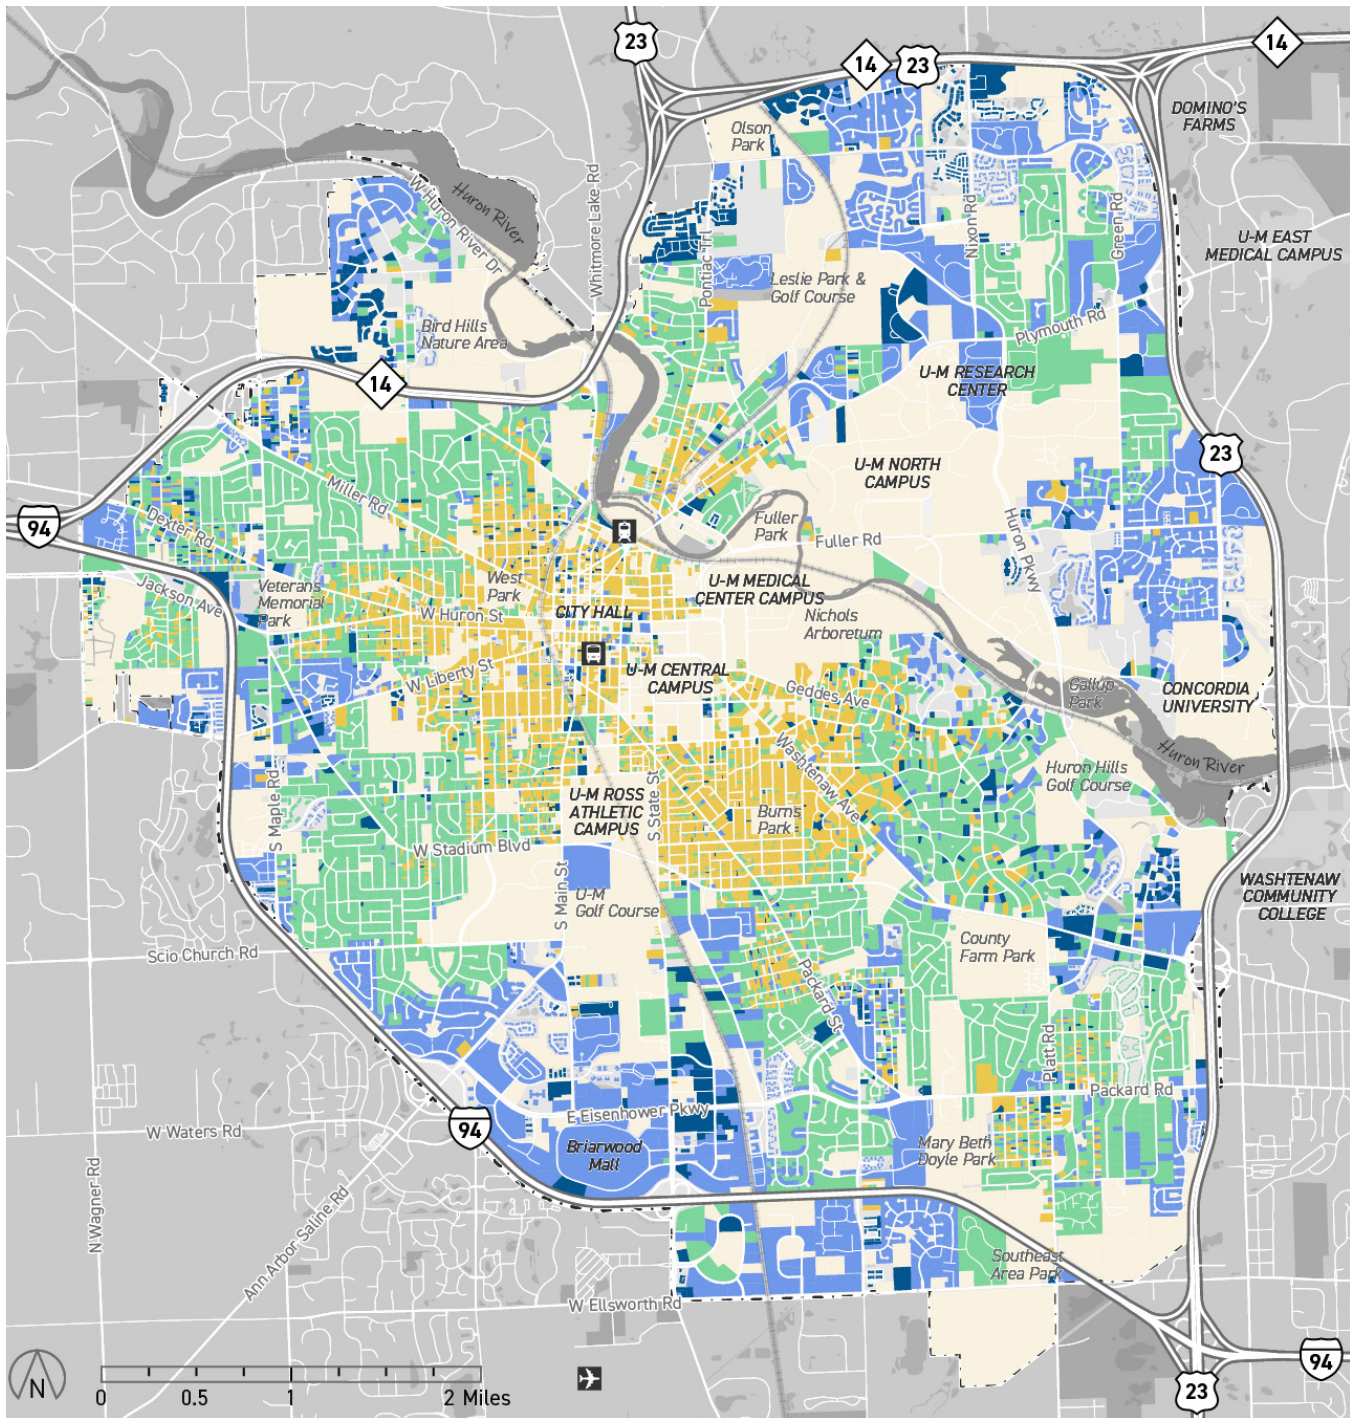 23
14
14
23
DOMINO'S
FARMS
Olson
Park
Huron River
W Huron River Dr
Whitmore Lake Rd
Pontiac Trl
Nixon Rd
Green Rd
U-M EAST
MEDICAL CAMPUS
Leslie Park &
Golf Course
Bird Hills
Nature Area
Plymouth Rd
14
U-M RESEARCH
CENTER
23
U-M NORTH
CAMPUS
Miller Rd
94
Dexter Rd
Fuller
Park
Fuller Rd
Huron Pkwy
Jackson Ave
Veterans
Memorial
Park
West
Park
U-M MEDICAL
CENTER CAMPUS
CITY HALL
W Huron St
Nichols
Arboretum
W Liberty St
U-M CENTRAL
CAMPUS
Geddes Ave
Gallup
Park
CONCORDIA
UNIVERSITY
Huron River
Washtenaw Ave
Huron Hills
Golf Course
S Maple Rd
U-M ROSS
ATHLETIC
CAMPUS
S State St
Burns
Park
W Stadium Blvd
S Main St
U-M
Golf Course
WASHTENAW
COMMUNITY
COLLEGE
Scio Church Rd
County
Farm Park
Packard St
Platt Rd
Packard Rd
E Eisenhower Pkwy
94
W Waters Rd
Briarwood
Mall
Mary Beth
Doyle Park
N Wagner Rd
Ann Arbor Saline Rd
Southeast
Area Park
W Ellsworth Rd
94
23
N
0
0.5
1
2 Miles